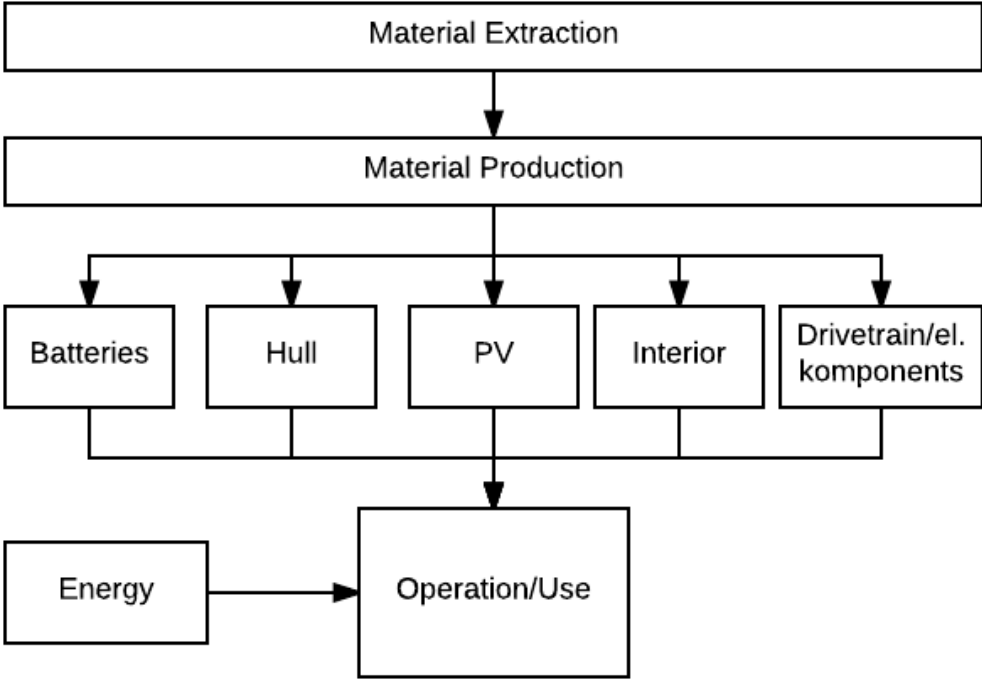 Material Extraction
Material Production
Batteries
Hull
PV
Interior
Drivetrain/el.
komponents
Energy
Operation/Use